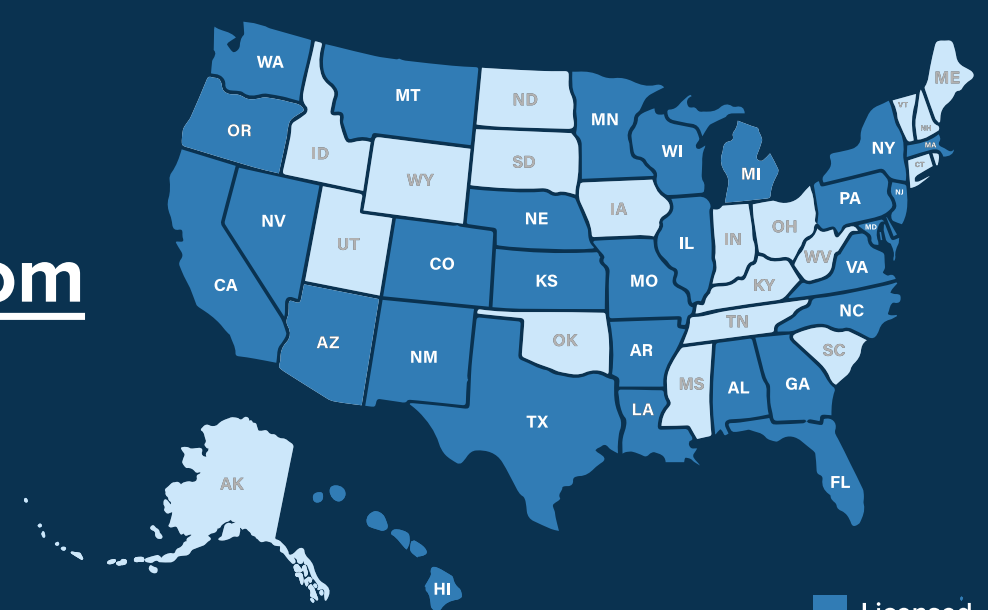 WA
MT
ND
MN
OR
ID
SD
WI
MI
NY
VT
NH
ME
MA
CT
WY
NV
UT
NE
IA
PA
NJ
MD
om
CA
CO
KS
MO
IL
IN
OH
WV
VA
KY
AZ
NM
OK
AR
TN
NC
SC
TX
LA
MS
AL
GA
FL
AK
HI
Licensed